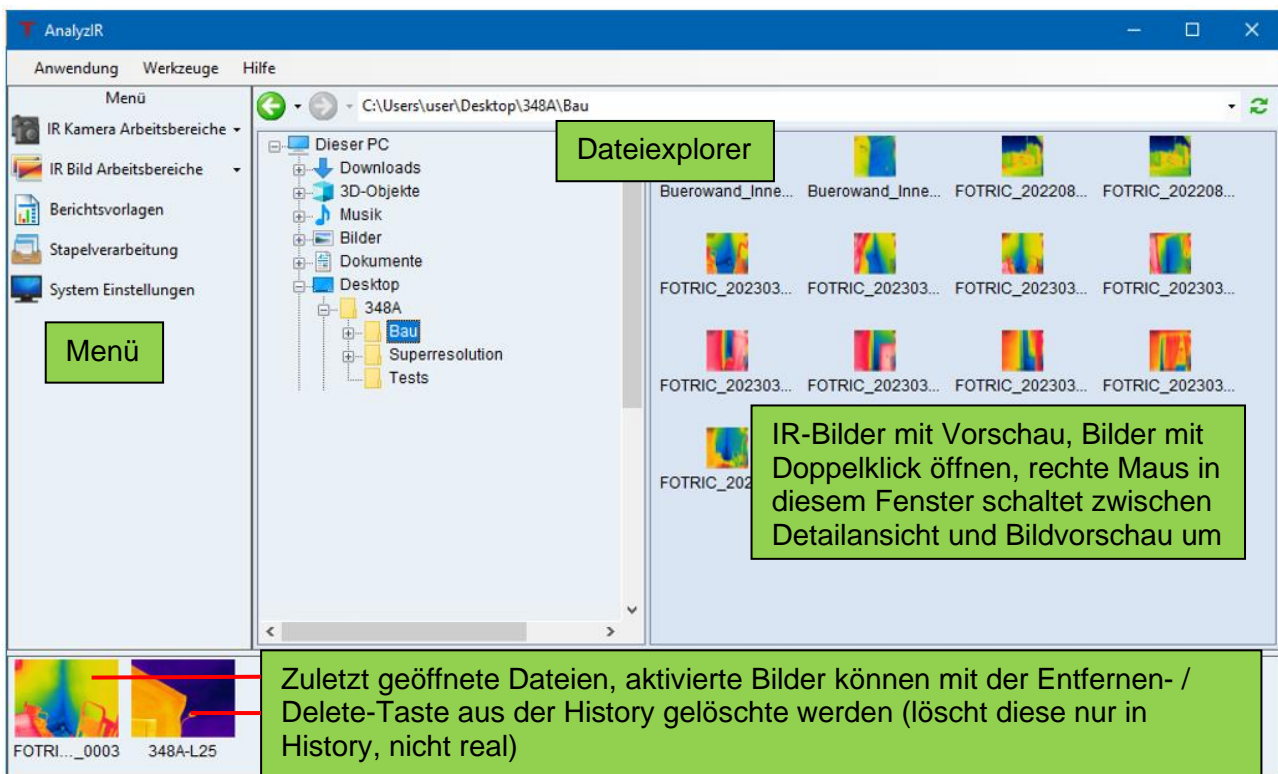 AnalyzIR
Anwendung Werkzeuge Hilfe
Menü
IR Kamera Arbeitsbereiche
IR Bild Arbeitsbereiche
Berichtsvorlagen
Stapelverarbeitung
System Einstellungen
Menü
C:\Users\user\Desktop\348A\Bau
Dieser PC
Downloads
3D-Objekte
Musik
Bilder
Dokumente
Desktop
348A
Bau
Superresolution
Tests
Dateiexplorer
Buerowand_Inne... Buerowand_Inne... FOTRIC_202208... FOTRIC_202208...
FOTRIC_202303... FOTRIC_202303... FOTRIC_202303... FOTRIC_202303...
FOTRIC_202303... FOTRIC_202303... FOTRIC_202303... FOTRIC_202303...
FOTRIC_202
IR-Bilder mit Vorschau, Bilder mit
Doppelklick öffnen, rechte Maus in
diesem Fenster schaltet zwischen
Detailansicht und Bildvorschau um
FOTRI..._0003 348A-L25
Zuletzt geöffnete Dateien, aktivierte Bilder können mit der Entfernen- /
Delete-Taste aus der History gelöschte werden (löscht diese nur in
History, nicht real)